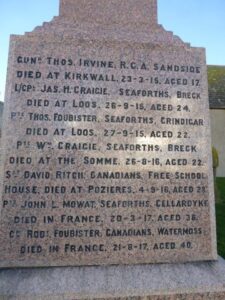 GUNR THOS. IRVINE, R.G.A. SANDSIDE
DIED AT KIRKWALL, 23-3-15, AGED 17.
L/CPL JAS. H. CRAIGIE, SEAFORTHS, BRECK
DIED AT LOOS, 26-9-15, AGED 24.
PTE THOS. FOUBISTER, SEAFORTHS, GRINDIGAR
DIED AT LOOS, 27-9-15, AGED 22.
PTE WM. CRAIGIE, SEAFORTHS, BRECK,
DIED AT THE SOMME, 26-8-16, AGED 22.
SGT DAVID RITCH, CANADIANS, FREE SCHOOL
HOUSE, DIED AT POZIERES, 4-9-16, AGED 28.
PTE JOHN L. MOWAT, SEAFORTHS, CELLARDYKE
DIED IN FRANCE, 20-3-17, AGED 36.
CPL ROBT. FOUBISTER, CANADIANS, WATERMOSS
DIED IN FRANCE, 21-8-17, AGED 40.